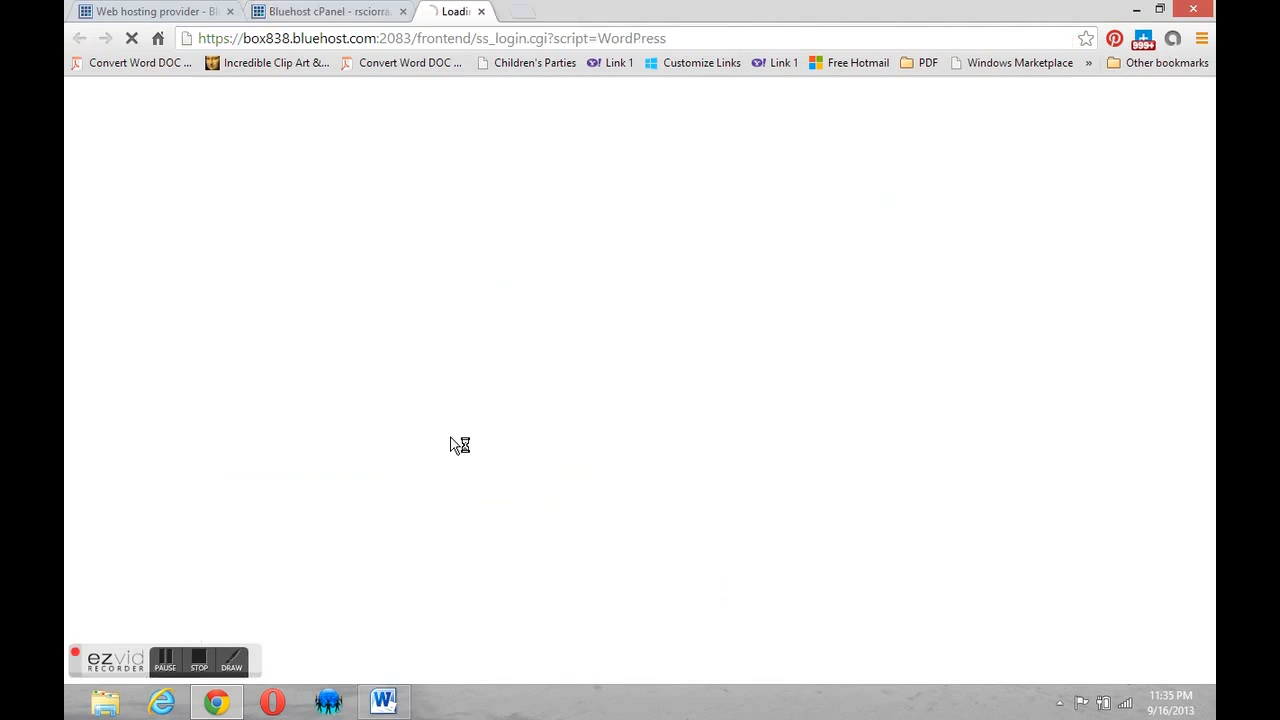 Web hosting provider - Bl
Bluehost cPanel - rsciorra
Loadi
https://box838.bluehost.com:2083/frontend/ss_login.cgi?script=WordPress
999+
Convert Word DOC ...
Incredible Clip Art &...
Convert Word DOC ...
Children's Parties
Link 1
Customize Links
Link 1
Free Hotmail
PDF
Windows Marketplace
»
Other bookmarks
ezvid
RECORDER
PAUSE
STOP
DRAW
11:35 PM
9/16/2013